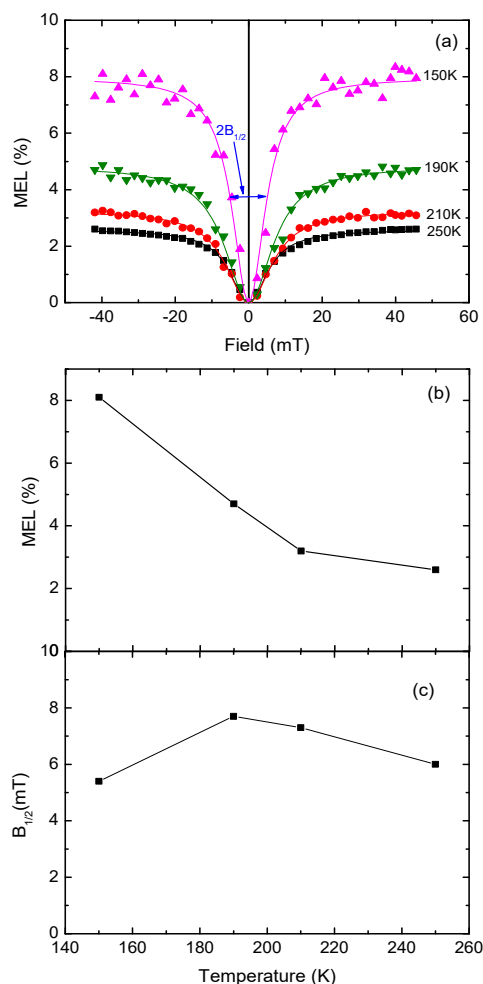 10
(a)
8
150K
2B1/2
6
MEL (%)
190K
4
210K
2
250K
0
-40 -20 0 20 40 60
Field (mT)
8
(b)
6
MEL (%)
4
2
10
(c)
8
6
B1/2(mT)
4
2
0
140 160 180 200 220 240 260
Temperature (K)